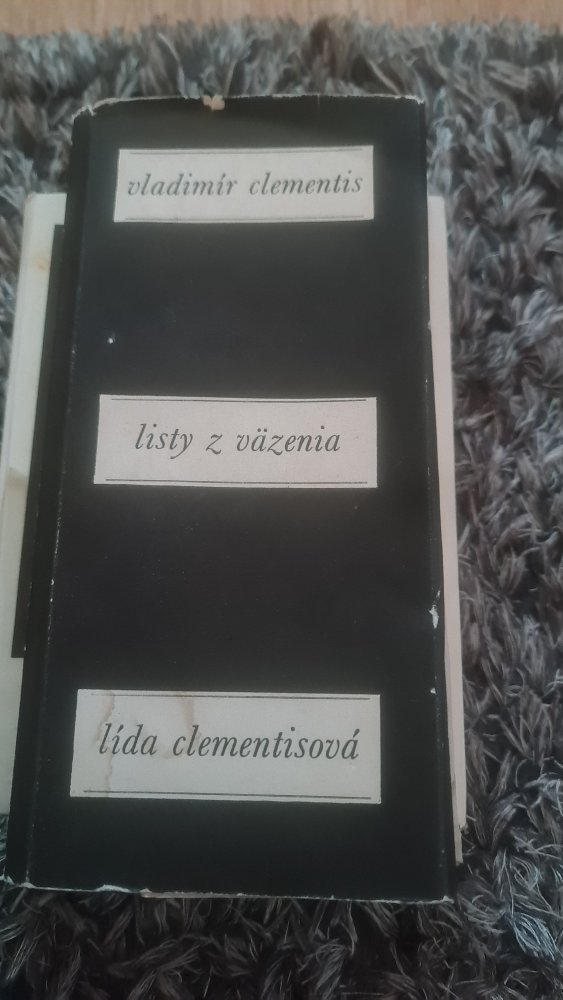 vladimír clementis
listy z väzenia
lída clementisová